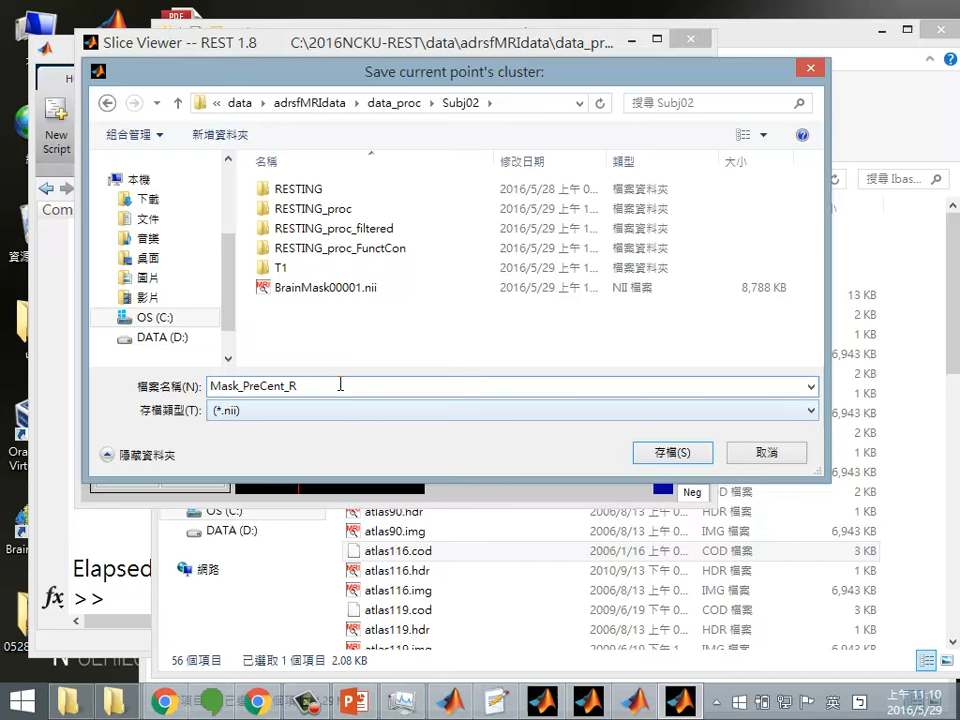 PDF
Slice Viewer -- REST 1.8 C:\2016NCKU-REST\data\adrsfMRIdata\data_pr...
Save current point's cluster:
« data adrsfMRIdata data_proc Subj02
搜尋 Subj02
組合管理 新增資料夾
New
Script
搜尋 Ibas...
Com
本機
下載
文件
音樂
桌面
圖片
影片
OS (C:)
DATA (D:)
名稱 修改日期 類型 大小
RESTING 2016/5/28 上午 0... 檔案資料夾
RESTING_proc 2016/5/29 上午 1... 檔案資料夾
RESTING_proc_filtered 2016/5/29 上午 1... 檔案資料夾
RESTING_proc_FunctCon 2016/5/29 上午 1... 檔案資料夾
T1 2016/5/29 上午 1... 檔案資料夾
BrainMask00001.nii 2016/5/29 上午 1... NII 檔案 8,788 KB
13 KB
2 KB
1 KB
6,943 KB
2 KB
1 KB
6,943 KB
2 KB
1 KB
6,943 KB
檔案名稱(N): Mask_PreCent_R
存檔類型(T): (*.nii)
隱藏資料夾 存檔(S) 取消
Neg
檔案 2 KB
OS (C:)
DATA (D:)
網路
atlas90.hdr 2006/8/13 上午 0... HDR 檔案 1 KB
atlas90.img 2006/8/13 上午 0... IMG 檔案 6,943 KB
atlas116.cod 2006/1/16 上午 0... COD 檔案 3 KB
atlas116.hdr 2010/9/13 下午 0... HDR 檔案 1 KB
atlas116.img 2006/8/13 上午 0... IMG 檔案 6,943 KB
atlas119.cod 2009/6/19 下午 0... COD 檔案 3 KB
atlas119.hdr 2006/8/13 上午 0... HDR 檔案 1 KB
Elapsed
fx >>
56 個項目 已選取 1 個項目 2.08 KB
英
上午 11:10
2016/5/29